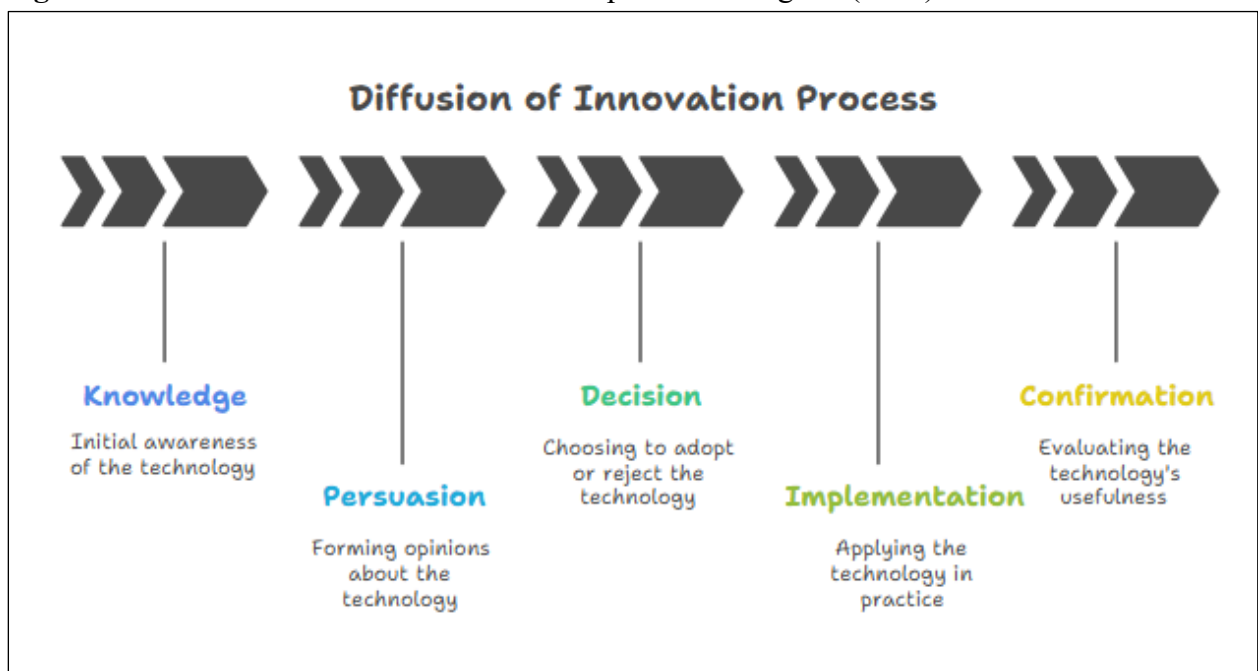 Diffusion of Innovation Process
Knowledge
Initial awareness
of the technology
Persuasion
Forming opinions
about the
technology
Decision
Choosing to adopt
or reject the
technology
Implementation
Applying the
technology in
practice
Confirmation
Evaluating the
technology's
usefulness